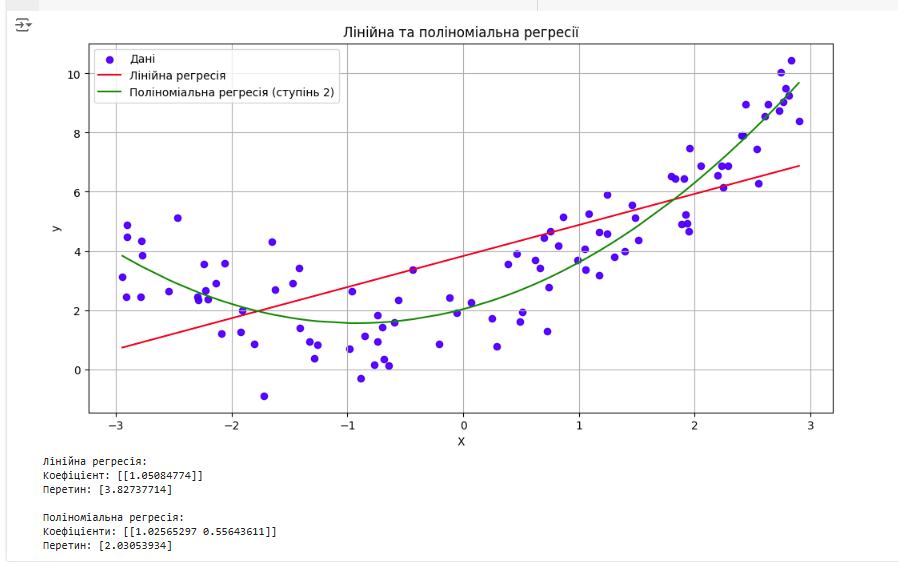 Лінійна та поліноміальна регресії
Дані
Лінійна регресія
Поліноміальна регресія (ступінь 2)
10
8
6
4
2
0
y
−3
−2
−1
0
1
2
3
X
Лінійна регресія:
Коефіцієнт: [[1.05084774]]
Перетин: [3.82737714]
Поліноміальна регресія:
Коефіцієнти: [[1.02565297 0.55643611]]
Перетин: [2.03053934]